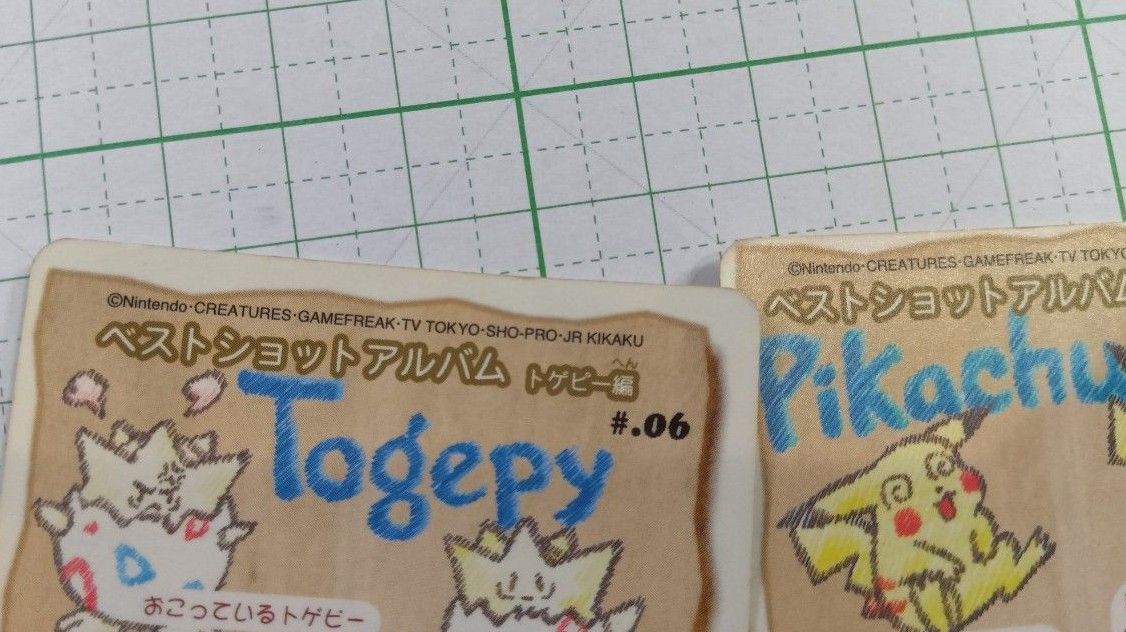 ©Nintendo・CREATURES・GAMEFREAK・TV TOKYO・SHO-PRO・JR KIKAKU
ベストショットアルバム トゲピー編
へん
Togepy
#.06
おこっているトゲピー
©Nintendo・CREATURES・GAMEFREAK・TV TOKYO
ベストショットアルバ
Pikachu